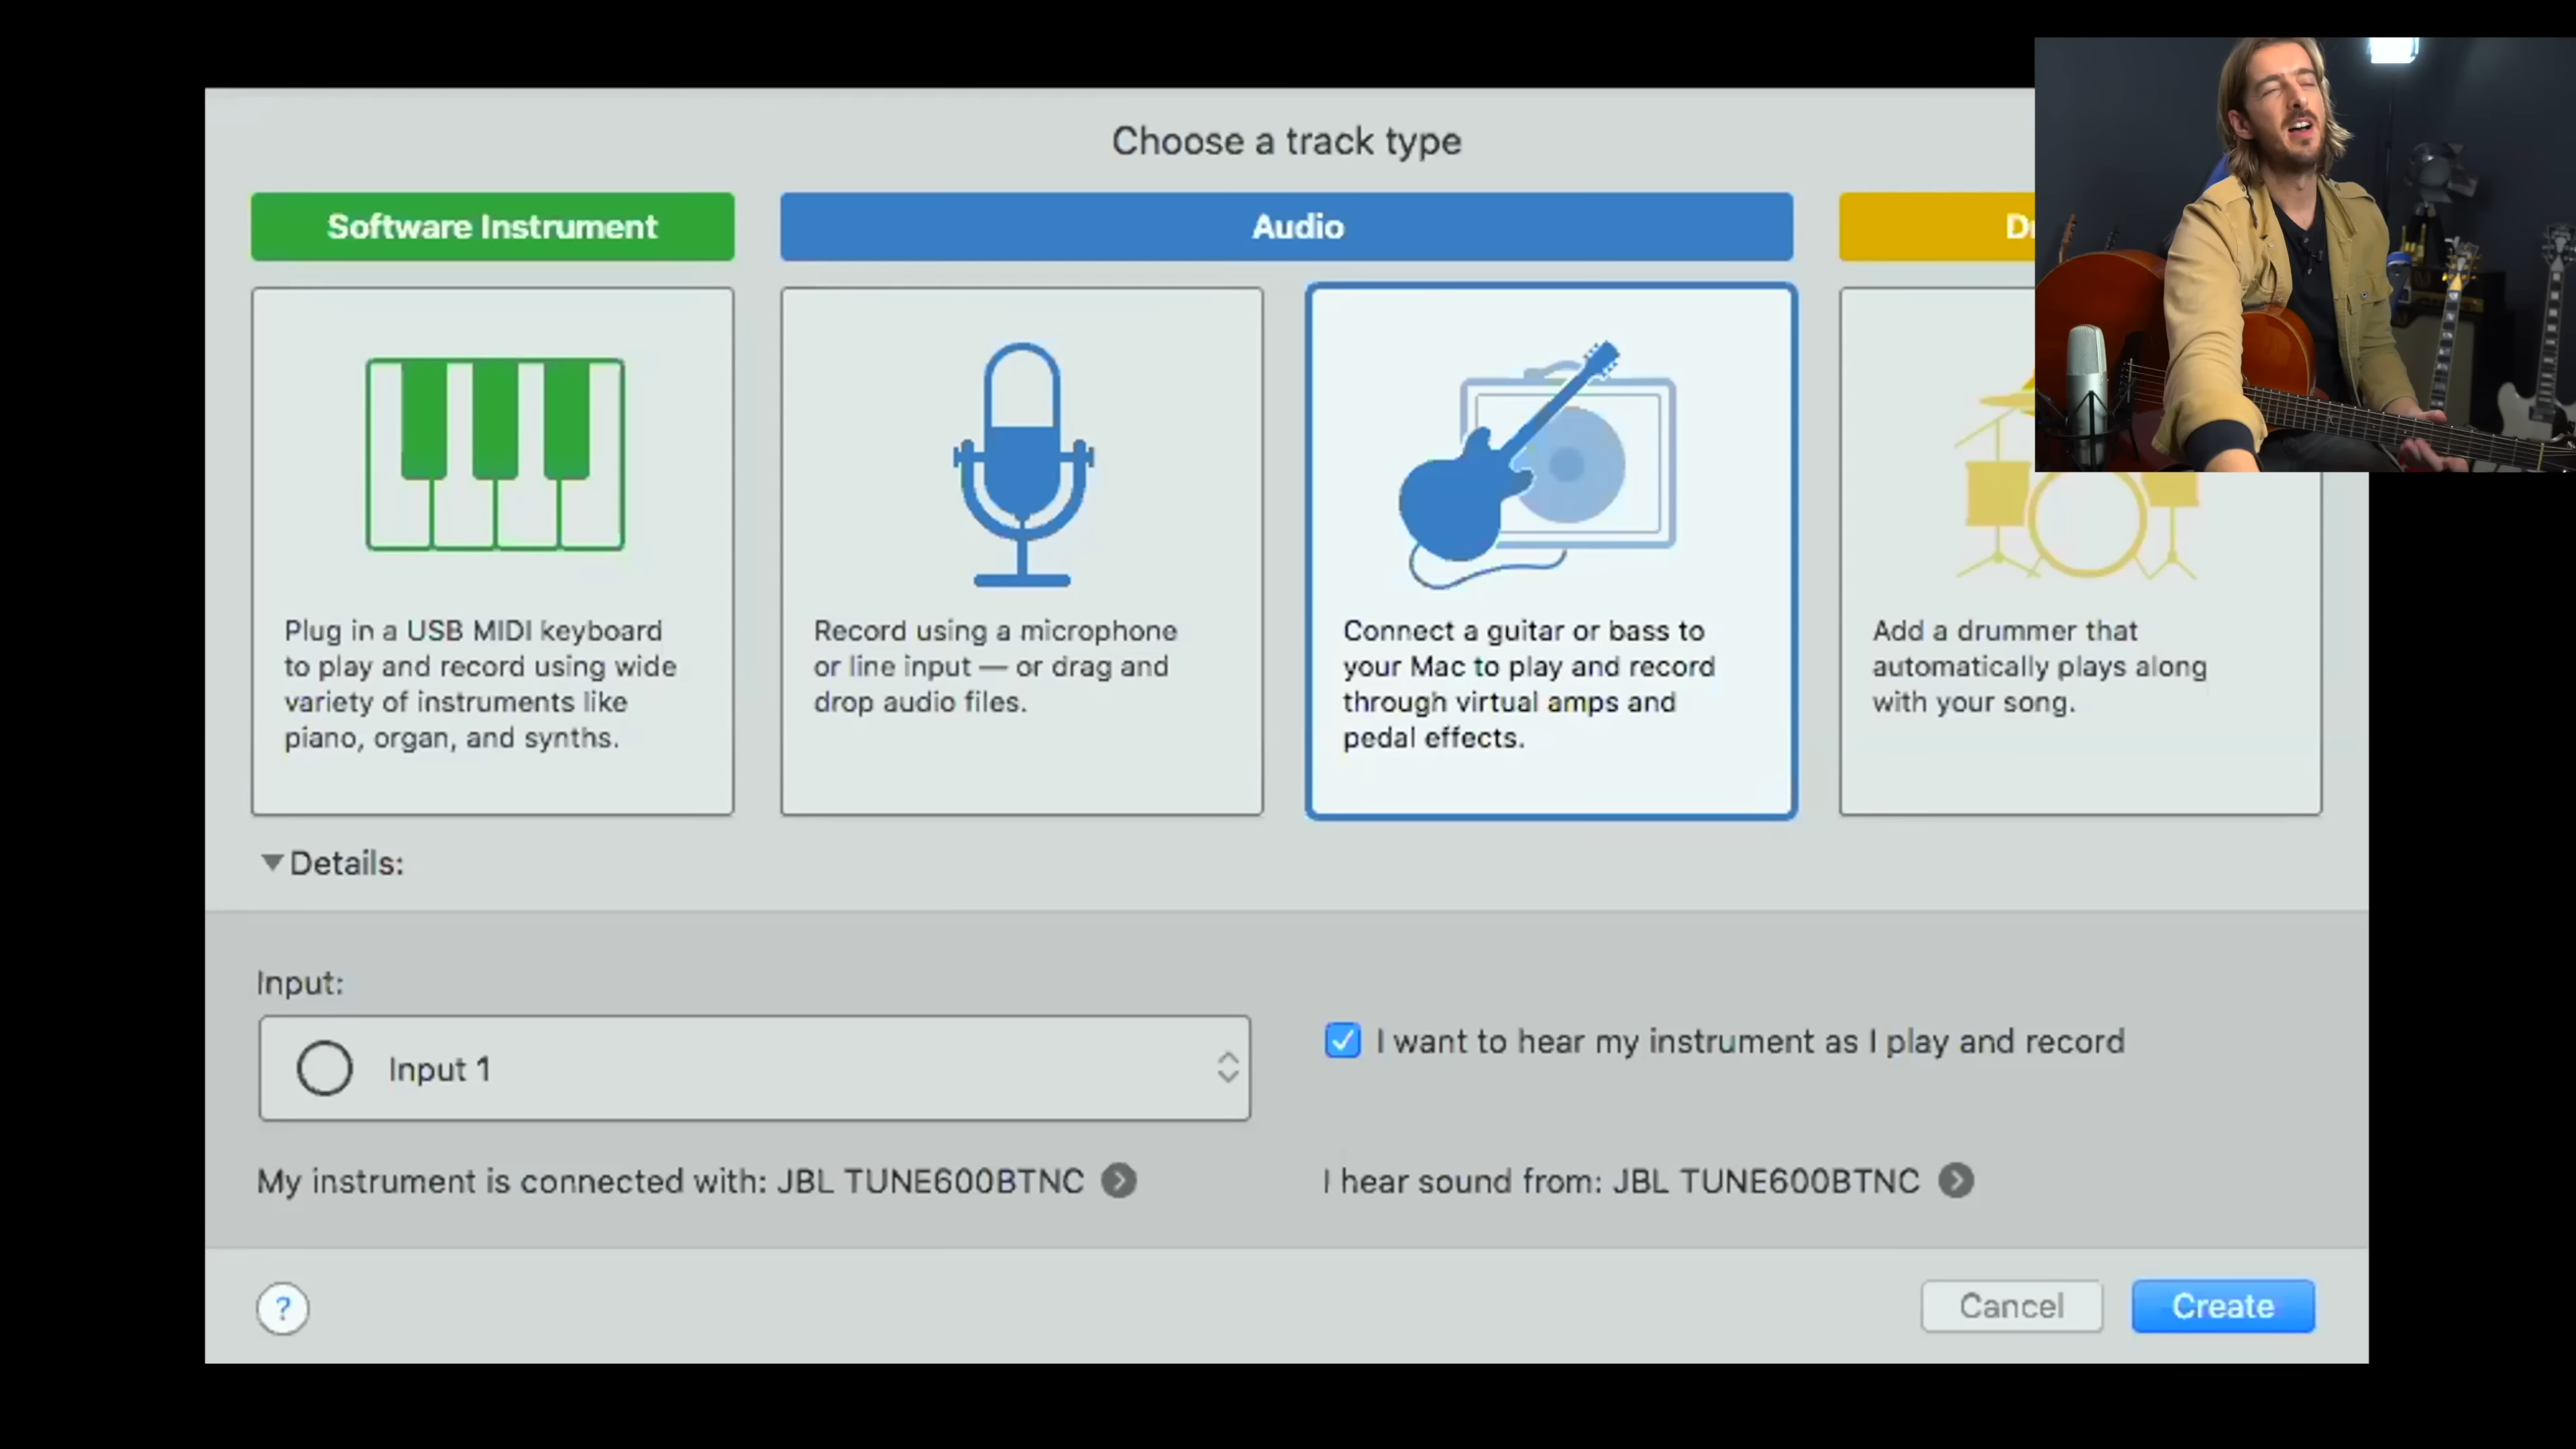 Choose a track type
Software Instrument
Audio
Plug in a USB MIDI keyboard
to play and record using wide
variety of instruments like
piano, organ, and synths.
Record using a microphone
or line input — or drag and
drop audio files.
Connect a guitar or bass to
your Mac to play and record
through virtual amps and
pedal effects.
Add a drummer that
automatically plays along
with your song.
Details:
Input:
Input 1
I want to hear my instrument as I play and record
My instrument is connected with: JBL TUNE600BTNC
I hear sound from: JBL TUNE600BTNC
?
Cancel
Create